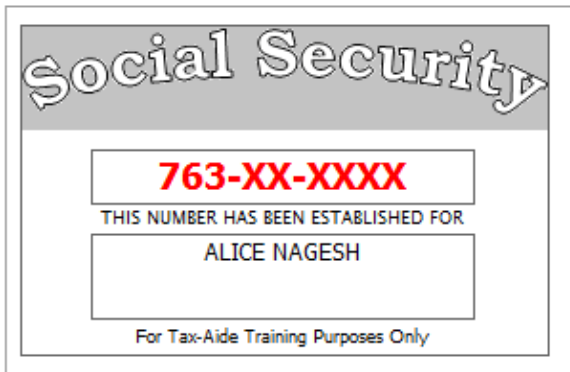 Social Security
763-XX-XXXX
THIS NUMBER HAS BEEN ESTABLISHED FOR
ALICE NAGESH
For Tax-Aide Training Purposes Only